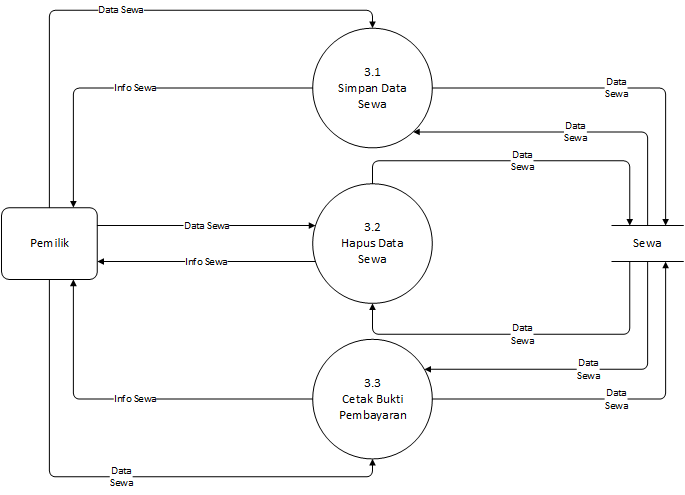 Data Sewa
3.1
Simpan Data
Sewa
Info Sewa
Data
Sewa
Data
Sewa
Data
Sewa
3.2
Hapus Data
Sewa
Data Sewa
Pemilik
Sewa
Info Sewa
Data
Sewa
Data
Sewa
3.3
Cetak Bukti
Pembayaran
Info Sewa
Data
Sewa
Data
Sewa